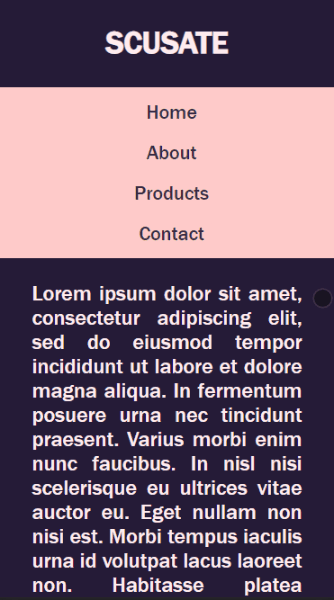 SCUSATE
Home
About
Products
Contact
Lorem ipsum dolor sit amet,
consectetur adipiscing elit,
sed do eiusmod tempor
incididunt ut labore et dolore
magna aliqua. In fermentum
posuere urna nec tincidunt
praesent. Varius morbi enim
nunc faucibus. In nisl nisi
scelerisque eu ultrices vitae
auctor eu. Eget nullam non
nisi est. Morbi tempus iaculis
urna id volutpat lacus laoreet
non. Habitasse platea